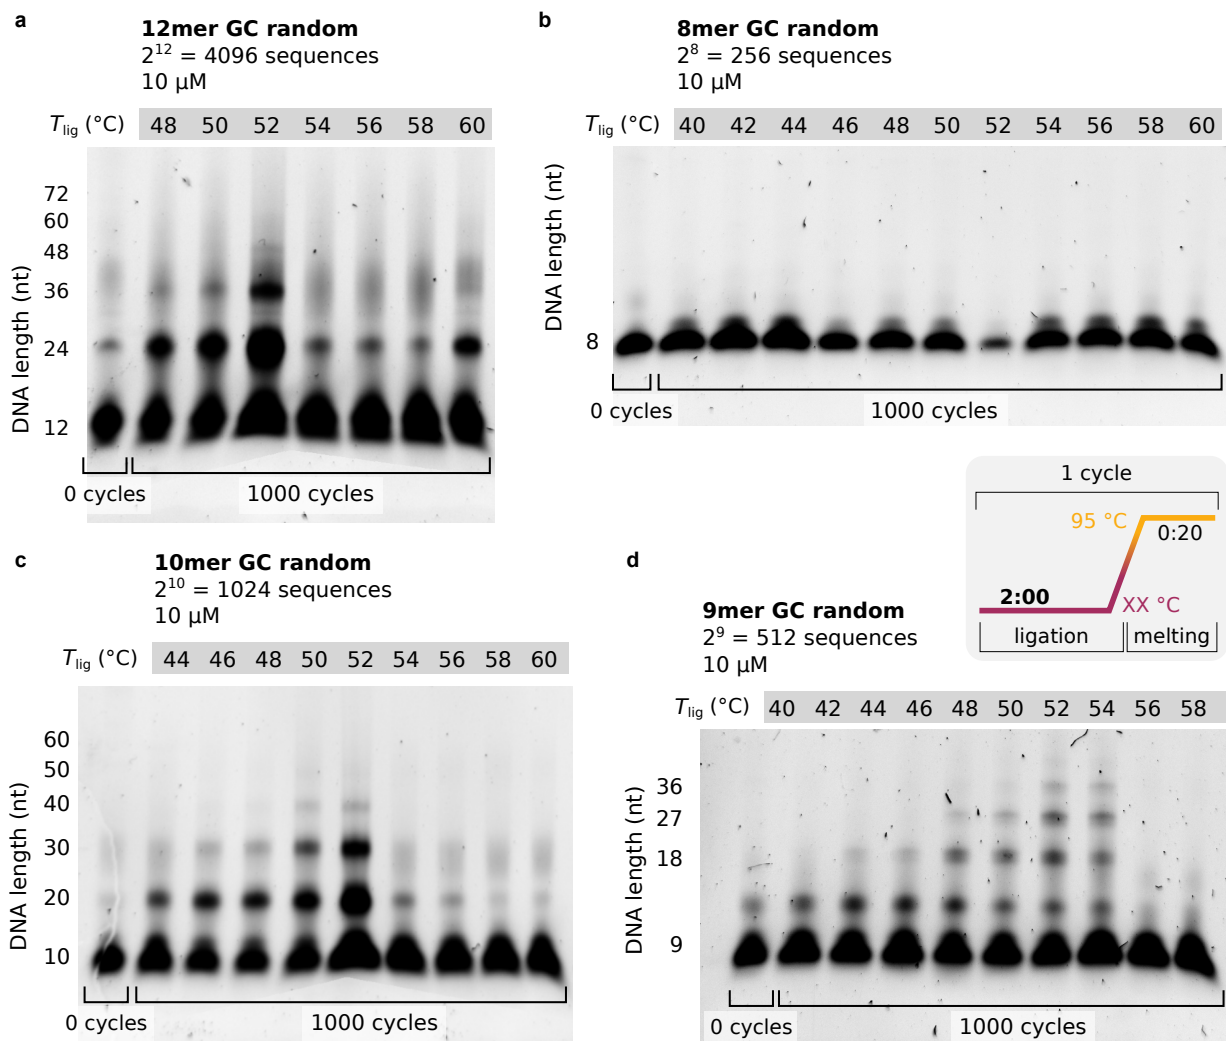 a
12mer GC random
2^12 = 4096 sequences
10 µM
T_lig (°C) 48 50 52 54 56 58 60
DNA length (nt)
72
60
48
36
24
12
0 cycles 1000 cycles
b
8mer GC random
2^8 = 256 sequences
10 µM
T_lig (°C) 40 42 44 46 48 50 52 54 56 58 60
DNA length (nt)
8
0 cycles 1000 cycles
1 cycle
95 °C
0:20
2:00
XX °C
ligation melting
c
10mer GC random
2^10 = 1024 sequences
10 µM
T_lig (°C) 44 46 48 50 52 54 56 58 60
DNA length (nt)
60
50
40
30
20
10
0 cycles 1000 cycles
d
9mer GC random
2^9 = 512 sequences
10 µM
T_lig (°C) 40 42 44 46 48 50 52 54 56 58
DNA length (nt)
36
27
18
9
0 cycles 1000 cycles